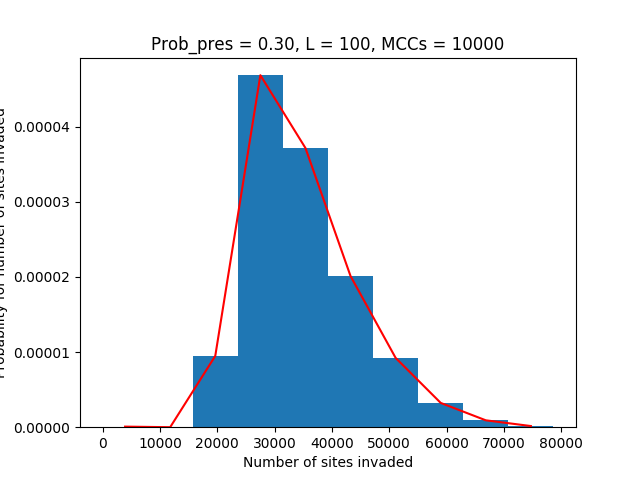 Prob_pres = 0.30, L = 100, MCCs = 10000
Probability for number of sites invaded
0.00004
0.00003
0.00002
0.00001
0.00000
0 10000 20000 30000 40000 50000 60000 70000 80000
Number of sites invaded